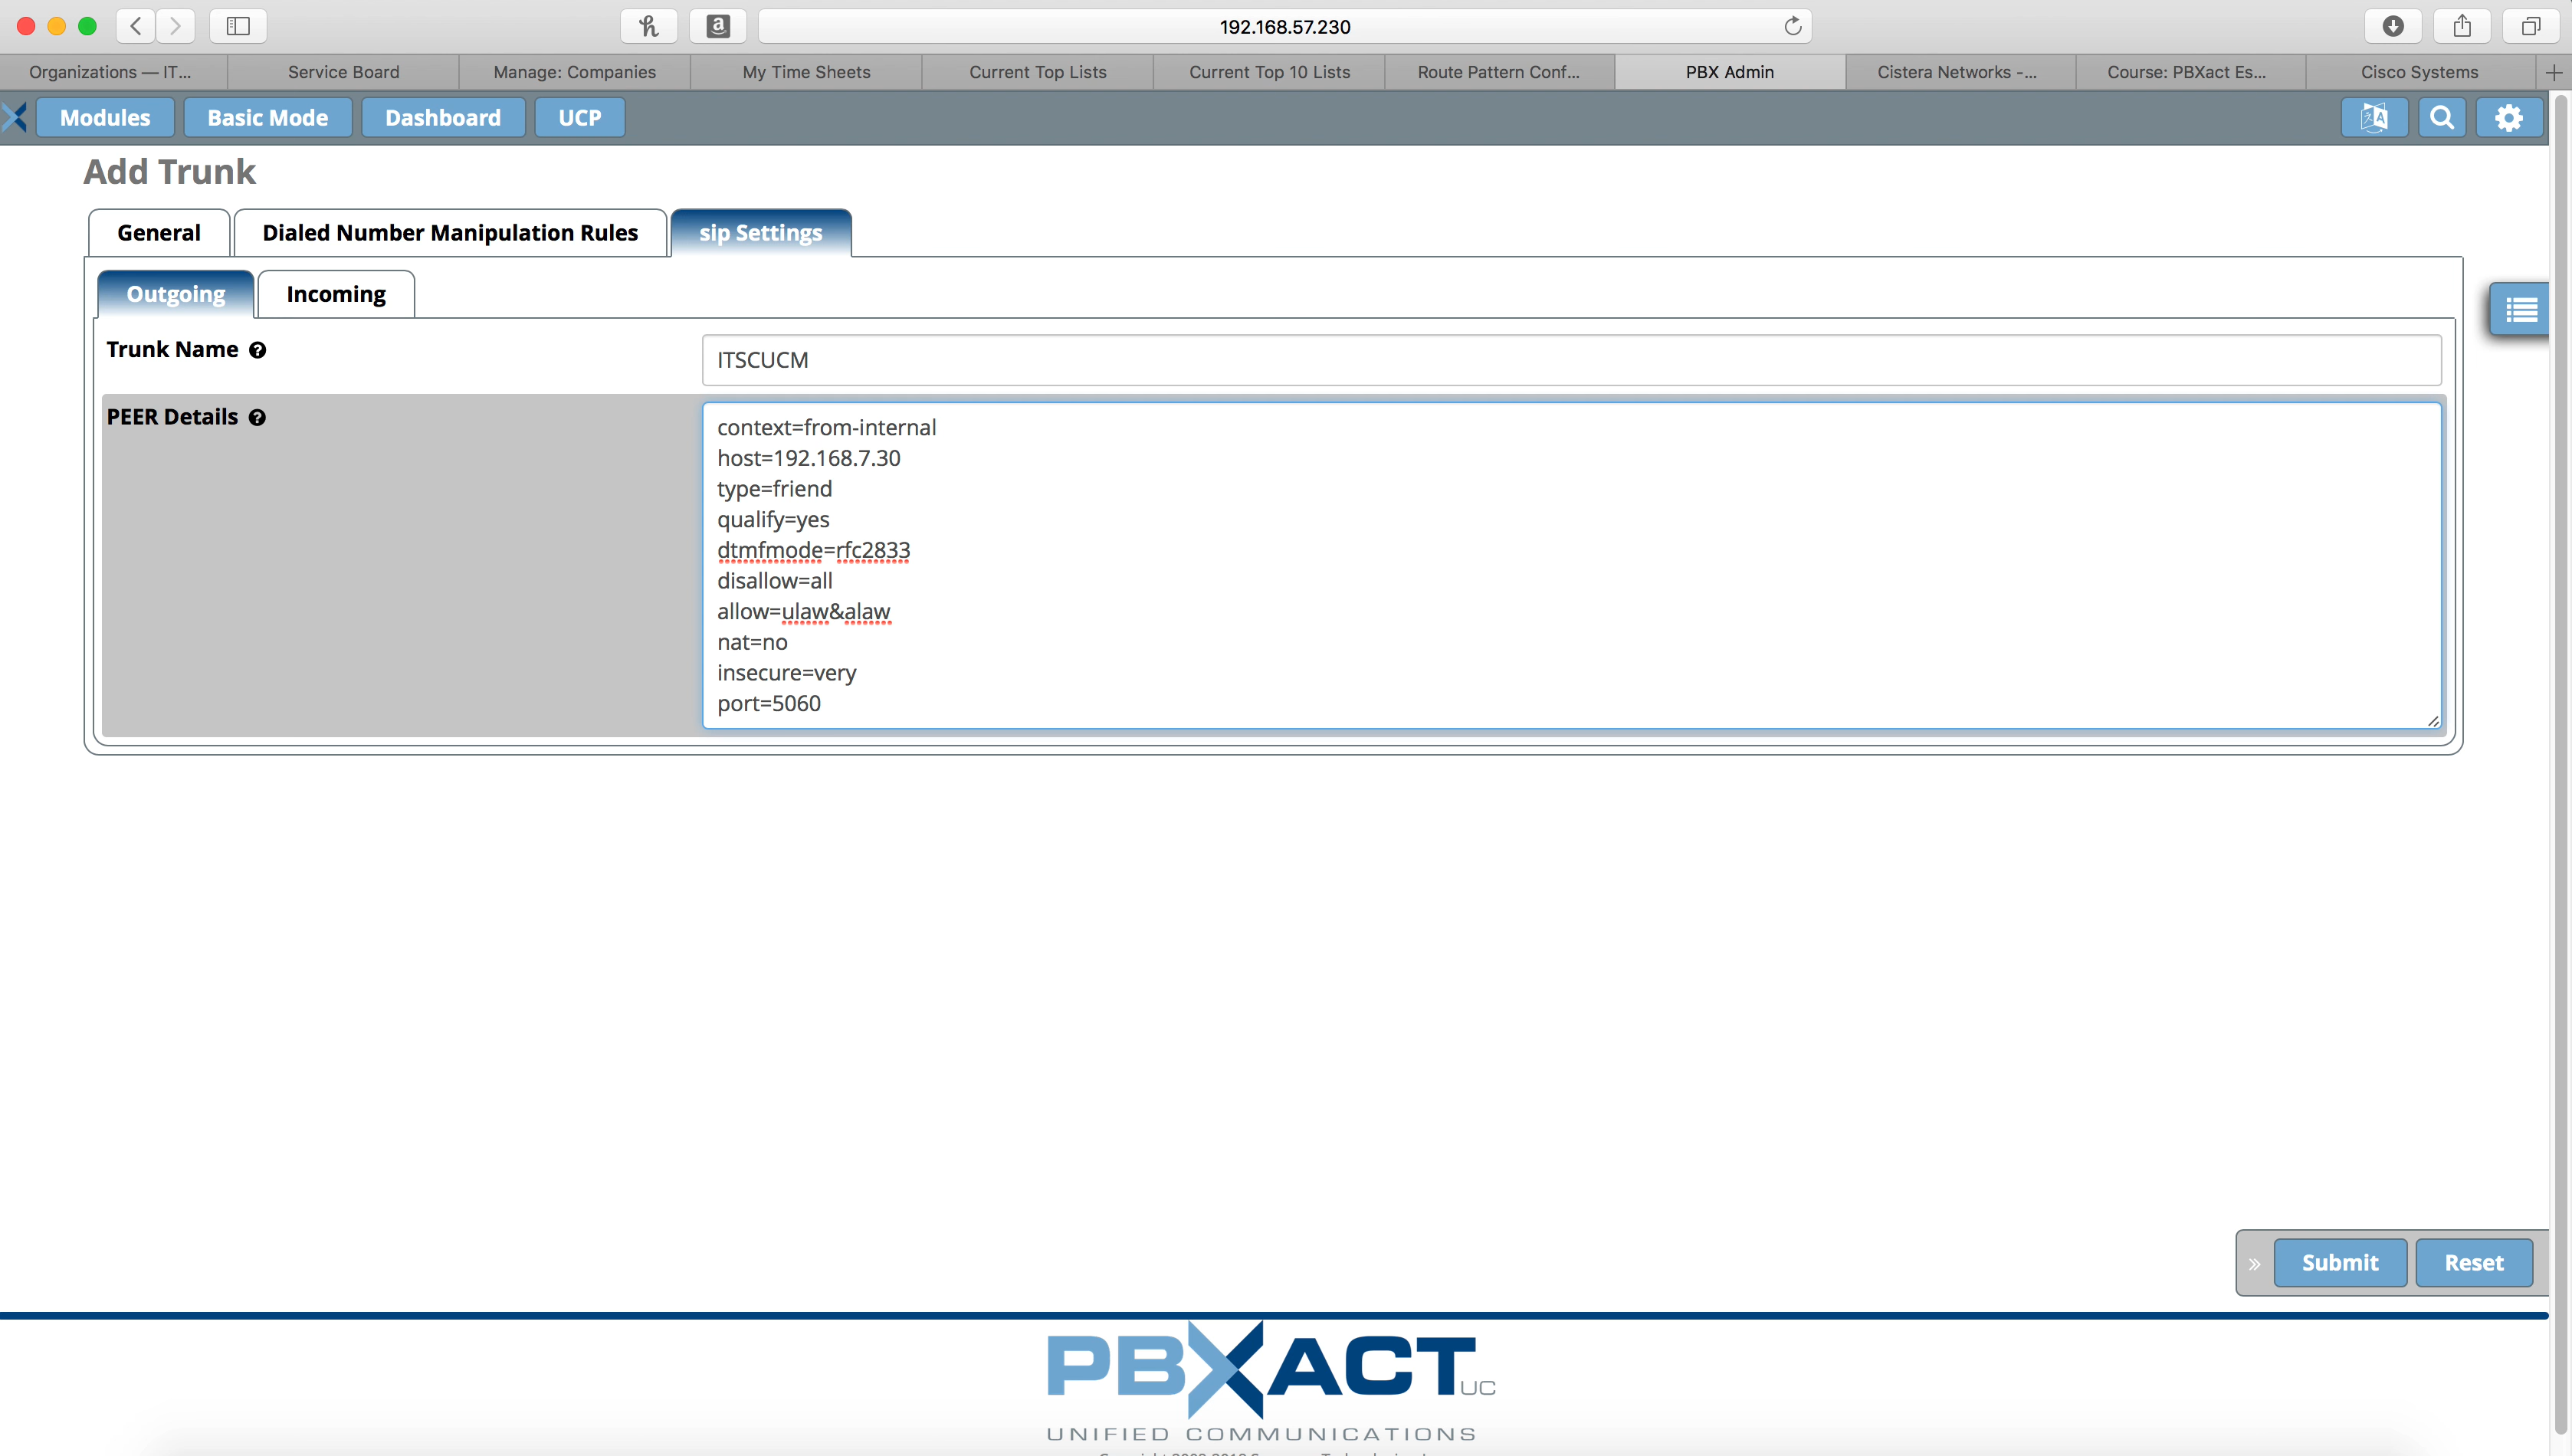 192.168.57.230
Organizations — IT...
Service Board
Manage: Companies
My Time Sheets
Current Top Lists
Current Top 10 Lists
Route Pattern Conf...
PBX Admin
Cistera Networks -...
Course: PBXact Es...
Cisco Systems
Modules
Basic Mode
Dashboard
UCP
Add Trunk
General
Dialed Number Manipulation Rules
sip Settings
Outgoing
Incoming
Trunk Name
ITSCUCM
PEER Details
context=from-internal
host=192.168.7.30
type=friend
qualify=yes
dtmfmode=rfc2833
disallow=all
allow=ulaw&alaw
nat=no
insecure=very
port=5060
Submit
Reset
PBXACT UC
UNIFIED COMMUNICATIONS